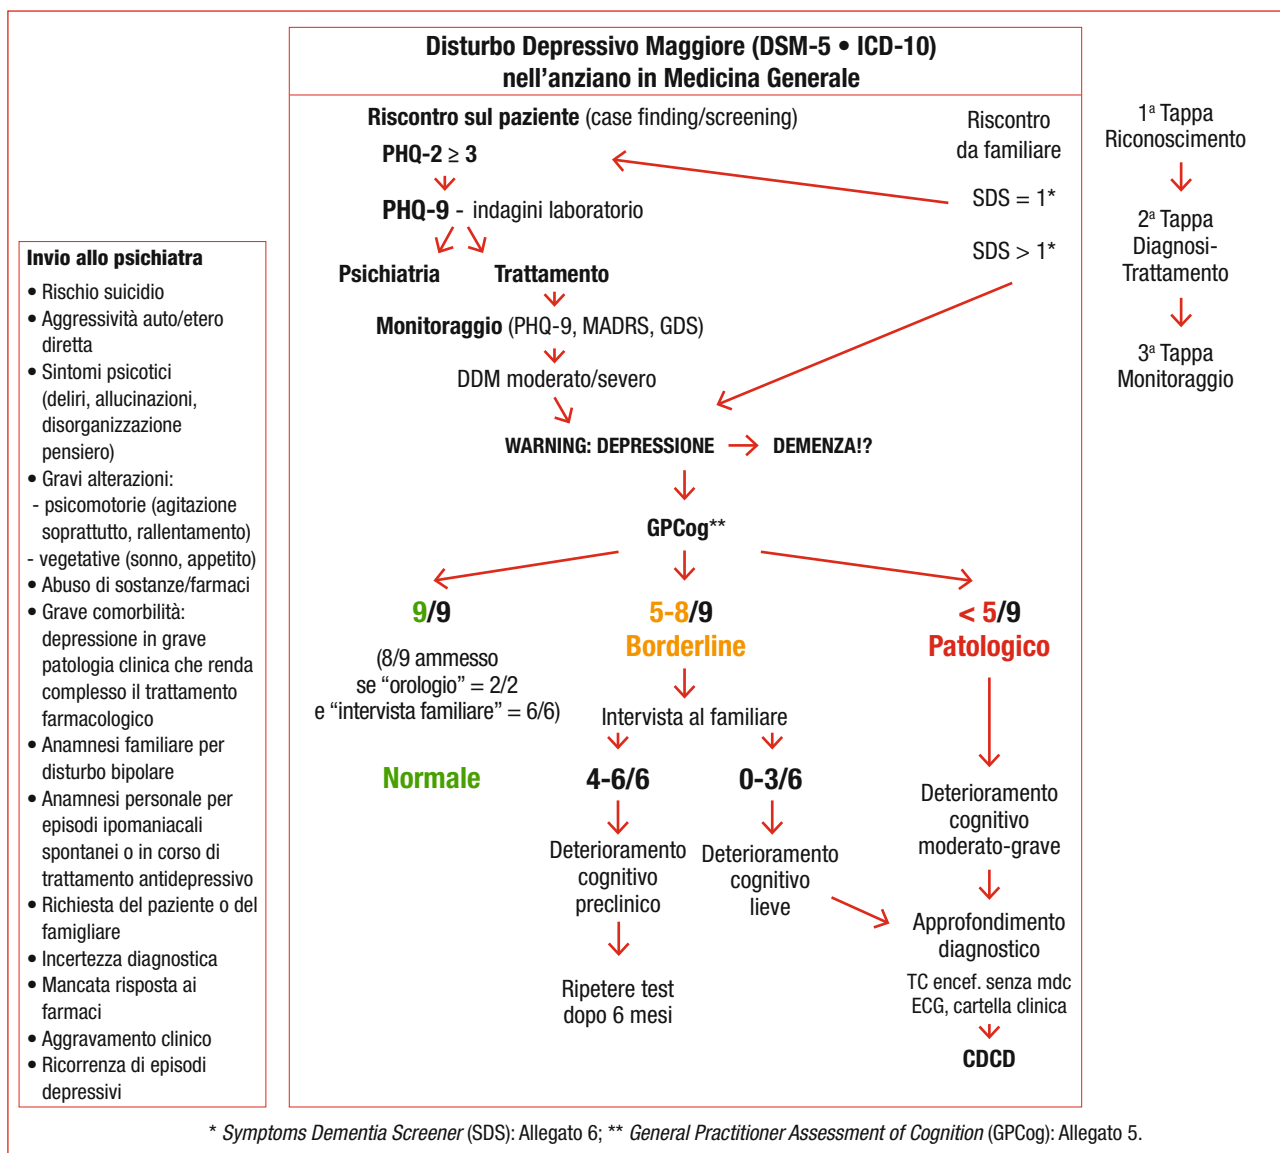 Disturbo Depressivo Maggiore (DSM-5 • ICD-10)
nell'anziano in Medicina Generale
Riscontro sul paziente (case finding/screening)
PHQ-2 ≥ 3
PHQ-9 - indagini laboratorio
Psichiatria
Trattamento
Monitoraggio (PHQ-9, MADRS, GDS)
DDM moderato/severo
Riscontro
da familiare
SDS = 1*
SDS > 1*
WARNING: DEPRESSIONE
DEMENZA!?
GPCog**
9/9
(8/9 ammesso
se “orologio” = 2/2
e “intervista familiare” = 6/6)
Normale
5-8/9
Borderline
Intervista al familiare
4-6/6
Deterioramento
cognitivo
preclinico
Ripetere test
dopo 6 mesi
0-3/6
Deterioramento
cognitivo
lieve
< 5/9
Patologico
Deterioramento
cognitivo
moderato-grave
Approfondimento
diagnostico
TC encef. senza mdc
ECG, cartella clinica
CDCD
1ª Tappa
Riconoscimento
2ª Tappa
Diagnosi-
Trattamento
3ª Tappa
Monitoraggio
Invio allo psichiatra
• Rischio suicidio
• Aggressività auto/etero
diretta
• Sintomi psicotici
(deliri, allucinazioni,
disorganizzazione
pensiero)
• Gravi alterazioni:
- psicomotorie (agitazione
soprattutto, rallentamento)
- vegetative (sonno, appetito)
• Abuso di sostanze/farmaci
• Grave comorbilità:
depressione in grave
patologia clinica che renda
complesso il trattamento
farmacologico
• Anamnesi familiare per
disturbo bipolare
• Anamnesi personale per
episodi ipomaniacali
spontanei o in corso di
trattamento antidepressivo
• Richiesta del paziente o del
famigliare
• Incertezza diagnostica
• Mancata risposta ai
farmaci
• Aggravamento clinico
• Ricorrenza di episodi
depressivi
* Symptoms Dementia Screener (SDS): Allegato 6; ** General Practitioner Assessment of Cognition (GPCog): Allegato 5.